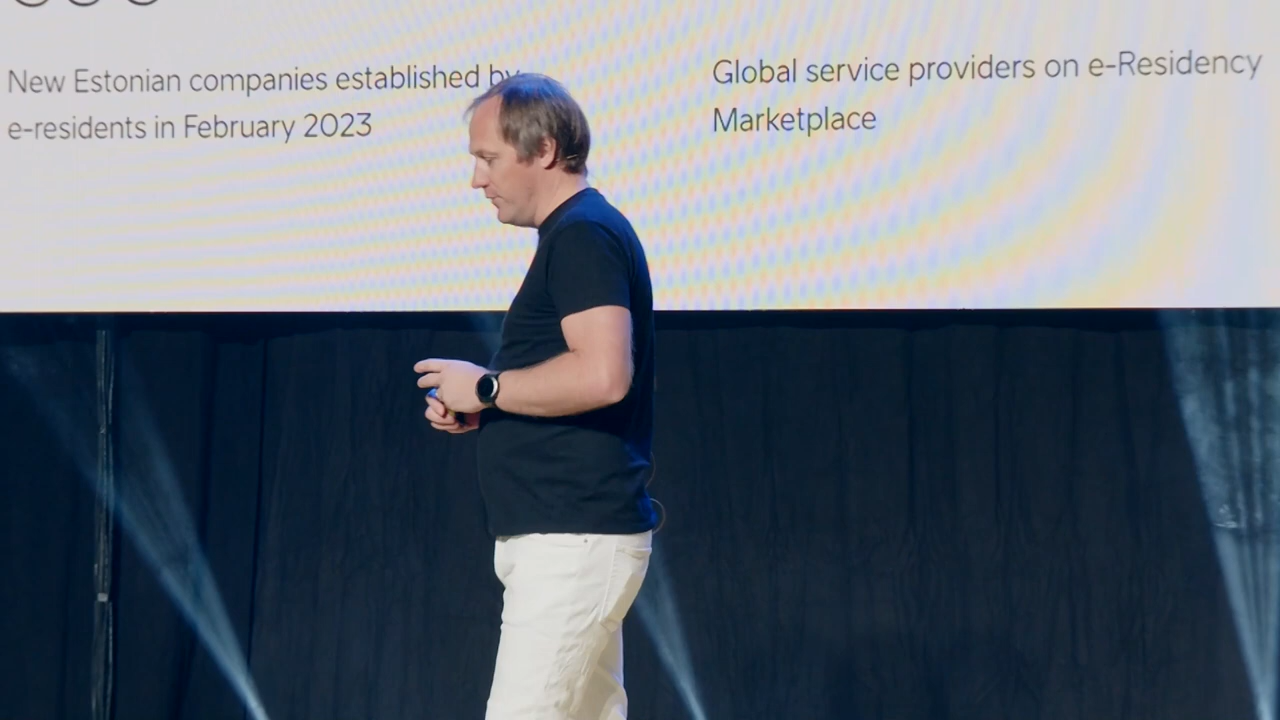 New Estonian companies established by
e-residents in February 2023
Global service providers on e-Residency
Marketplace